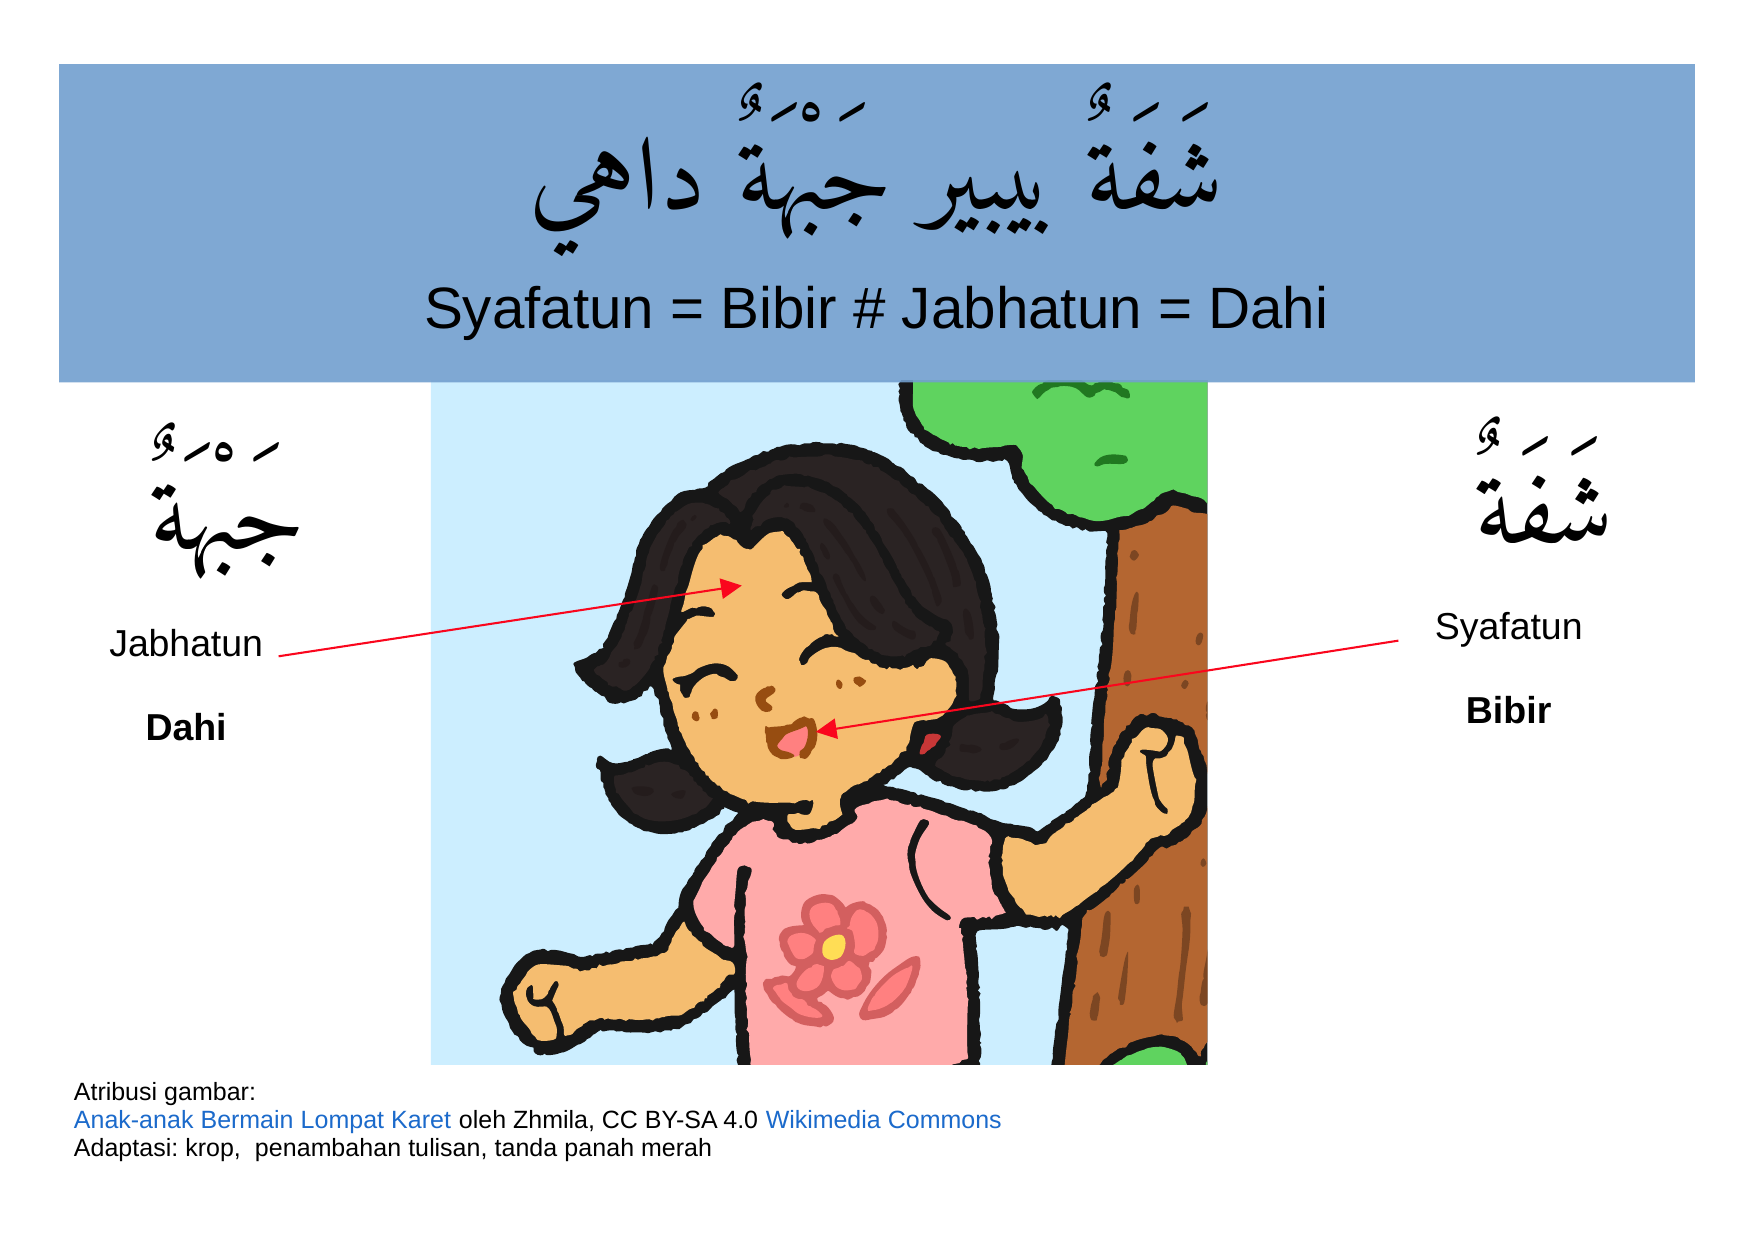 شَفَةٌ بيبير جَبْهَةٌ داهي
Syafatun = Bibir # Jabhatun = Dahi
جَبْهَةٌ
Jabhatun
Dahi
شَفَةٌ
Syafatun
Bibir
Atribusi gambar:
Anak-anak Bermain Lompat Karet oleh Zhmila, CC BY-SA 4.0 Wikimedia Commons
Adaptasi: krop,  penambahan tulisan, tanda panah merah